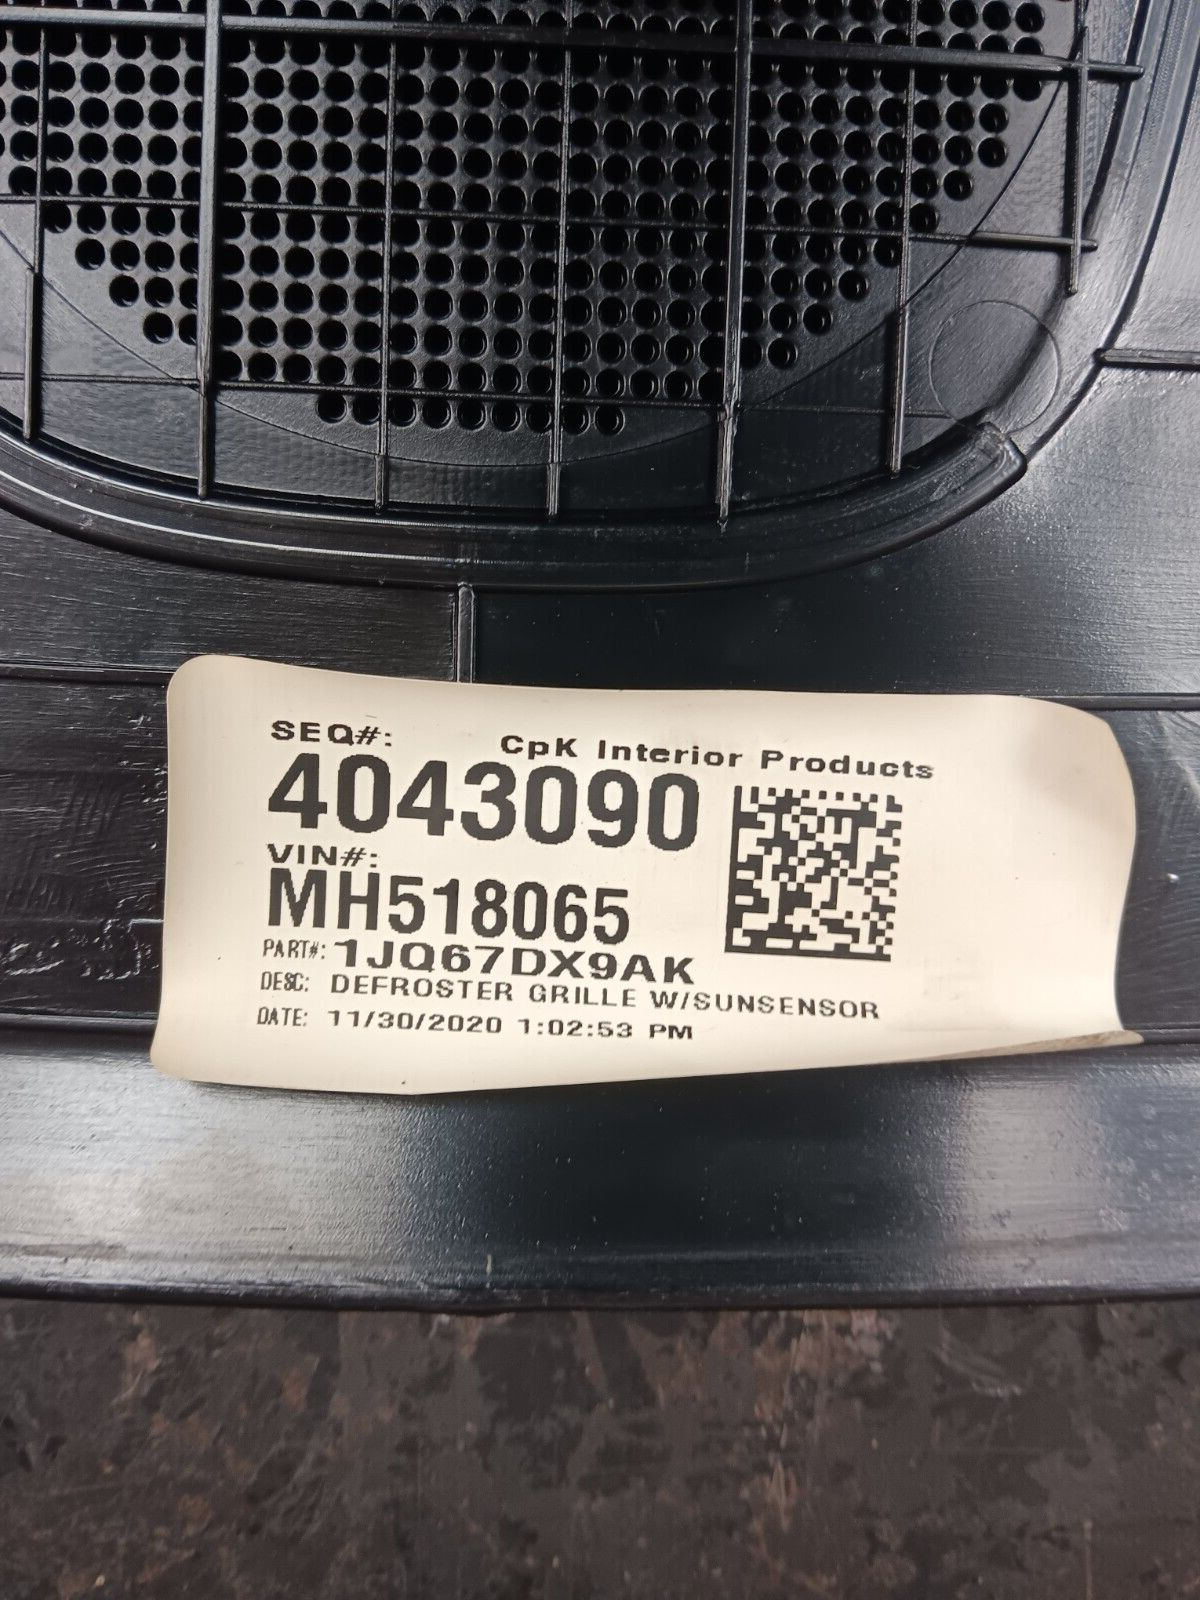 SEQ#:
CpK Interior Products
4043090
VIN#:
MH518065
PART#: 1JQ67DX9AK
DESC: DEFROSTER GRILLE W/SUNSENSOR
DATE: 11/30/2020 1:02:53 PM